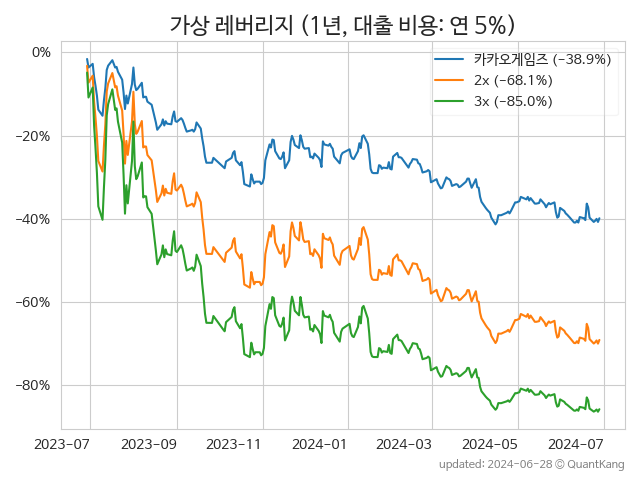 가상 레버리지 (1년, 대출 비용: 연 5%)
카카오게임즈 (−38.9%)
2x (−68.1%)
3x (−85.0%)
0%
−20%
−40%
−60%
−80%
2023-07 2023-09 2023-11 2024-01 2024-03 2024-05 2024-07
updated: 2024-06-28 © QuantKang